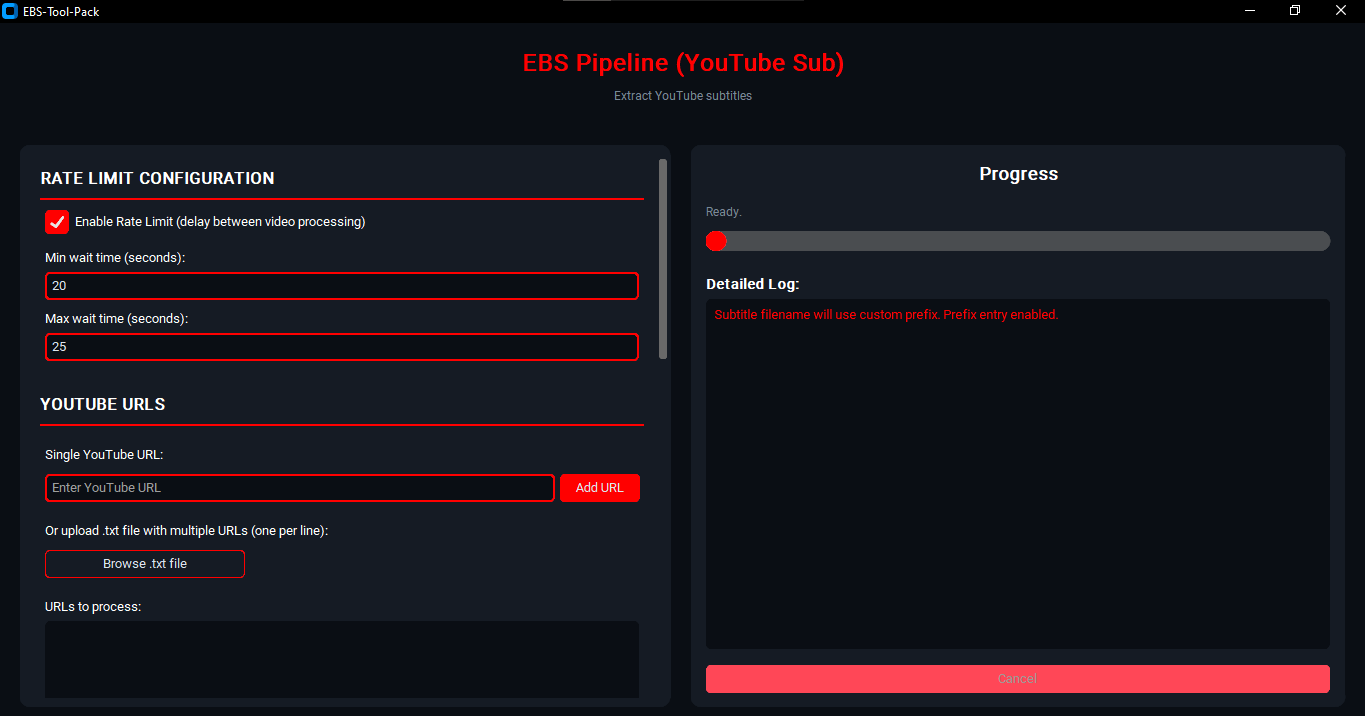 EBS-Tool-Pack
EBS Pipeline (YouTube Sub)
Extract YouTube subtitles
RATE LIMIT CONFIGURATION
Enable Rate Limit (delay between video processing)
Min wait time (seconds):
20
Max wait time (seconds):
25
YOUTUBE URLS
Single YouTube URL:
Enter YouTube URL
Add URL
Or upload .txt file with multiple URLs (one per line):
Browse .txt file
URLs to process:
Progress
Ready.
Detailed Log:
Subtitle filename will use custom prefix. Prefix entry enabled.
Cancel